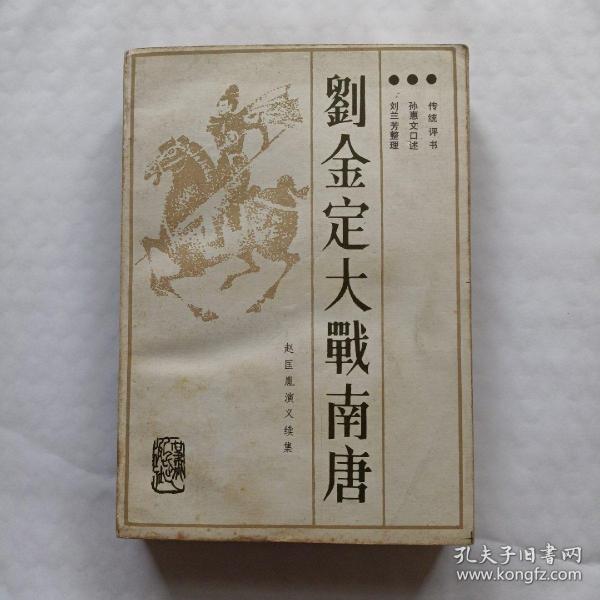 传统评书
孙惠文口述
刘兰芳整理
劉金定大戰南唐
赵匡胤演义续集
孔夫子旧书网
www.kongfz.com